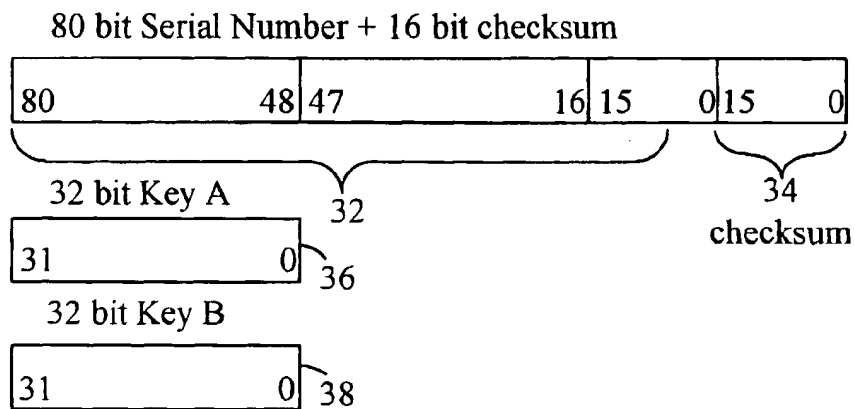 80 bit Serial Number + 16 bit checksum
80 48 47 16 15 0 15 0
32 34
checksum
32 bit Key A
31 0 36
32 bit Key B
31 0 38